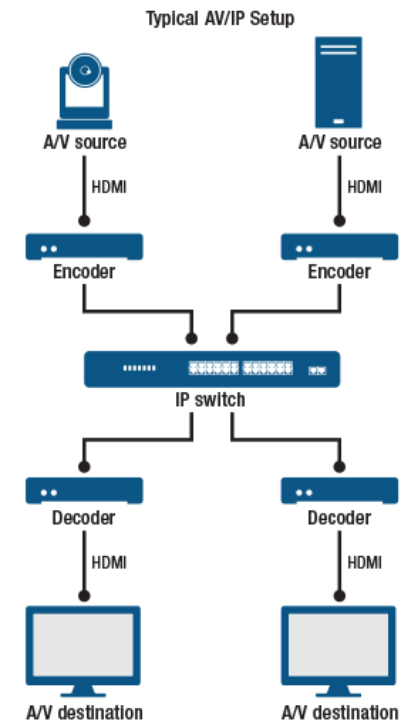 Typical AV/IP Setup
A/V source
A/V source
HDMI
HDMI
Encoder
Encoder
IP switch
Decoder
Decoder
HDMI
HDMI
A/V destination
A/V destination